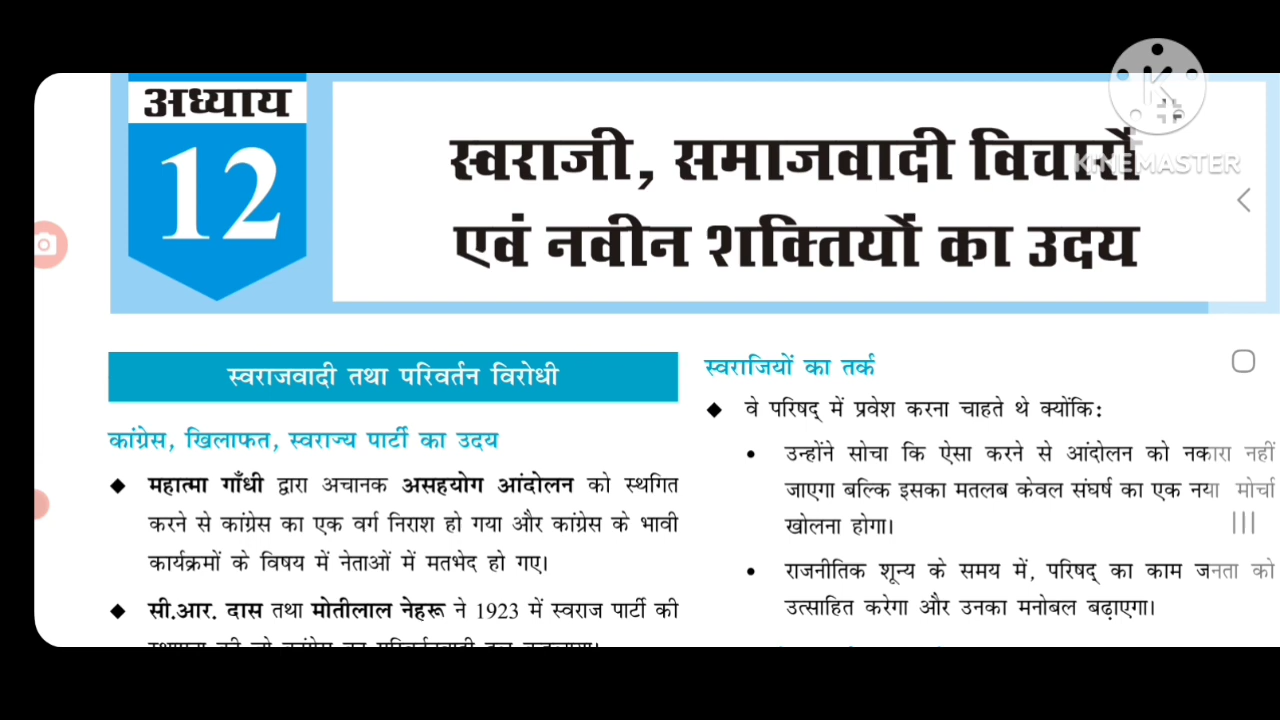 अध्याय
12
स्वराजी, समाजवादी विचारों
एवं नवीन शक्तियों का उदय
KINEMASTER
स्वराजवादी तथा परिवर्तन विरोधी
कांग्रेस, खिलाफत, स्वराज्य पार्टी का उदय
◆ महात्मा गाँधी द्वारा अचानक असहयोग आंदोलन को स्थगित
करने से कांग्रेस का एक वर्ग निराश हो गया और कांग्रेस के भावी
कार्यक्रमों के विषय में नेताओं में मतभेद हो गए।
◆ सी.आर. दास तथा मोतीलाल नेहरू ने 1923 में स्वराज पार्टी की
स्वराजियों का तर्क
◆ वे परिषद् में प्रवेश करना चाहते थे क्योंकि:
• उन्होंने सोचा कि ऐसा करने से आंदोलन को नकारा नहीं
जाएगा बल्कि इसका मतलब केवल संघर्ष का एक नया मोर्चा
खोलना होगा।
• राजनीतिक शून्य के समय में, परिषद् का काम जनता को
उत्साहित करेगा और उनका मनोबल बढ़ाएगा।